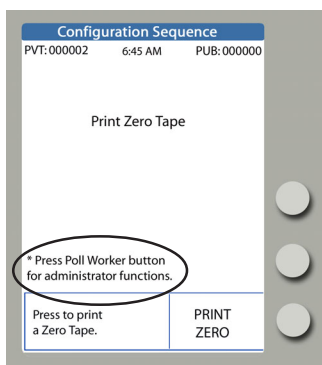 Configuration Sequence
PVT: 000002 6:45 AM PUB: 000000
Print Zero Tape
* Press Poll Worker button
for administrator functions.
Press to print
a Zero Tape.
PRINT
ZERO